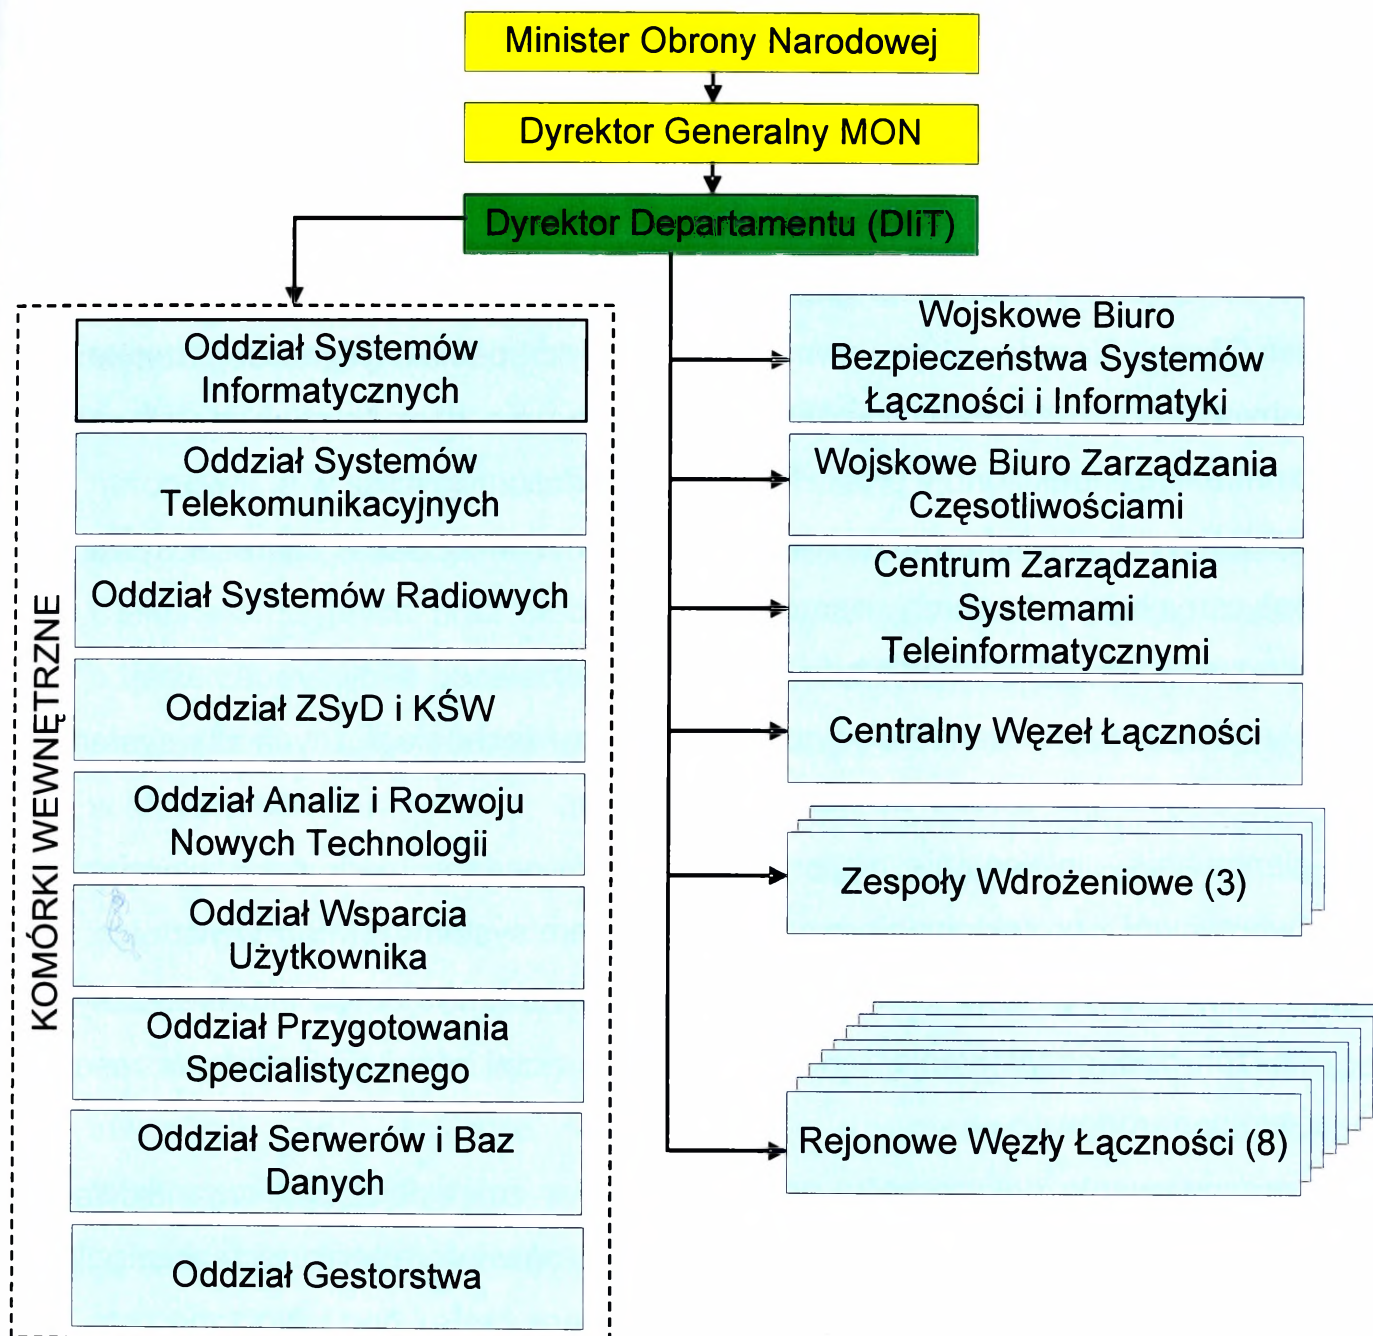 Minister Obrony Narodowej
Dyrektor Generalny MON
Dyrektor Departamentu (DIiT)
KOMÓRKI WEWNĘTRZNE
Oddział Systemów
Informatycznych
Oddział Systemów
Telekomunikacyjnych
Oddział Systemów Radiowych
Oddział ZSyD i KŚW
Oddział Analiz i Rozwoju
Nowych Technologii
Oddział Wsparcia
Użytkownika
Oddział Przygotowania
Specialistycznego
Oddział Serwerów i Baz
Danych
Oddział Gestorstwa
Wojskowe Biuro
Bezpieczeństwa Systemów
Łączności i Informatyki
Wojskowe Biuro Zarządzania
Częsotliwościami
Centrum Zarządzania
Systemami
Teleinformatycznymi
Centralny Węzeł Łączności
Zespoły Wdrożeniowe (3)
Rejonowe Węzły Łączności (8)